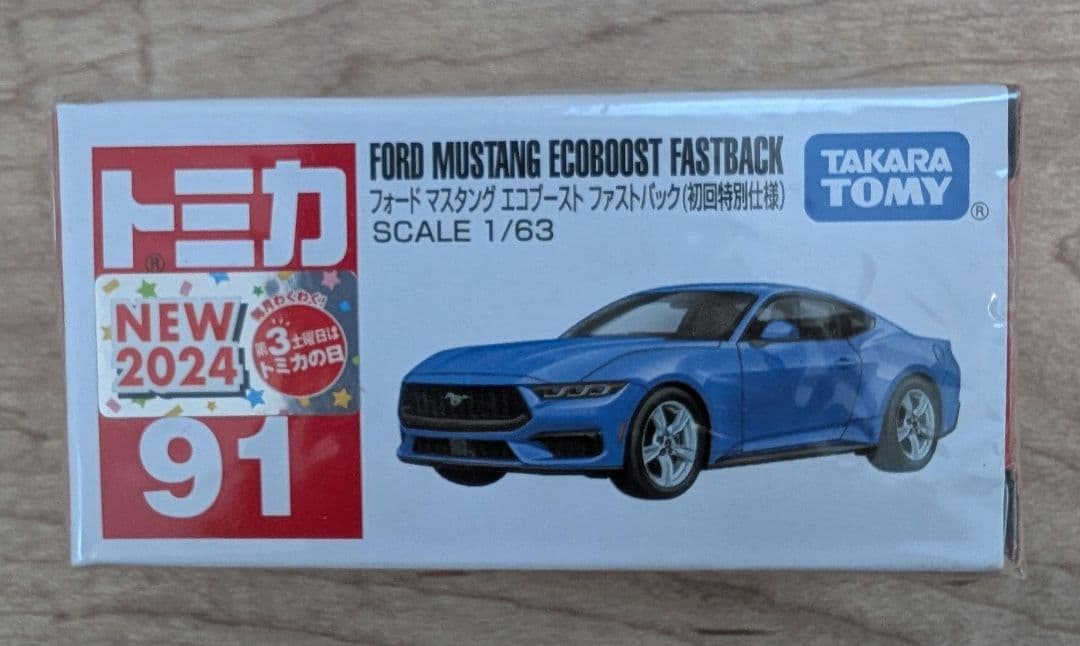 トミカ
®
NEW
2024
毎月わくわく!
第3土曜日は
トミカの日
91
FORD MUSTANG ECOBOOST FASTBACK
フォード マスタング エコブースト ファストバック(初回特別仕様)
SCALE 1/63
TAKARA
TOMY
®